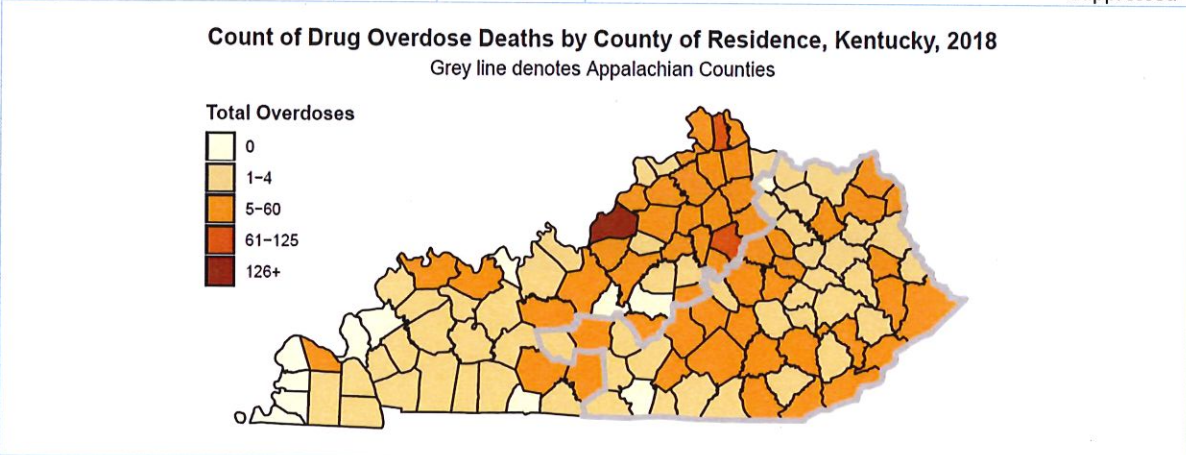 Count of Drug Overdose Deaths by County of Residence, Kentucky, 2018
Grey line denotes Appalachian Counties
Total Overdoses
0
1–4
5–60
61–125
126+